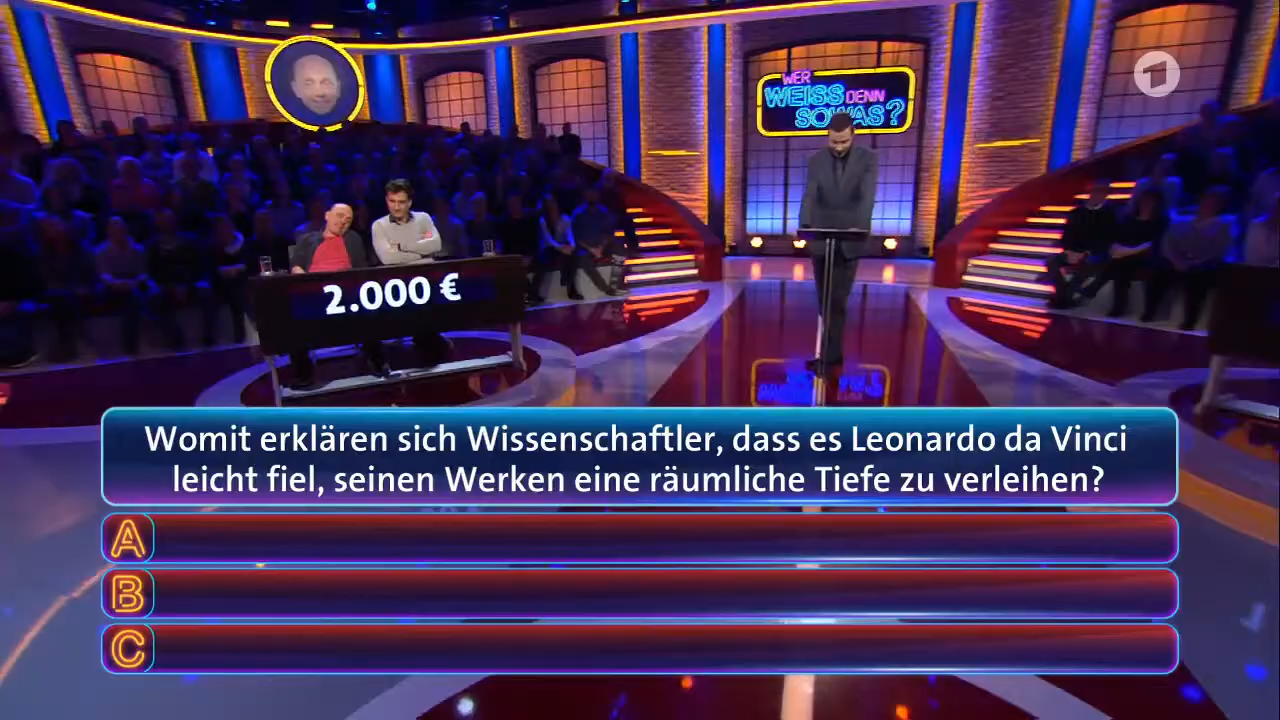 1
WER
WEISS DENN
SOWAS?
2.000 €
Womit erklären sich Wissenschaftler, dass es Leonardo da Vinci
leicht fiel, seinen Werken eine räumliche Tiefe zu verleihen?
A
B
C